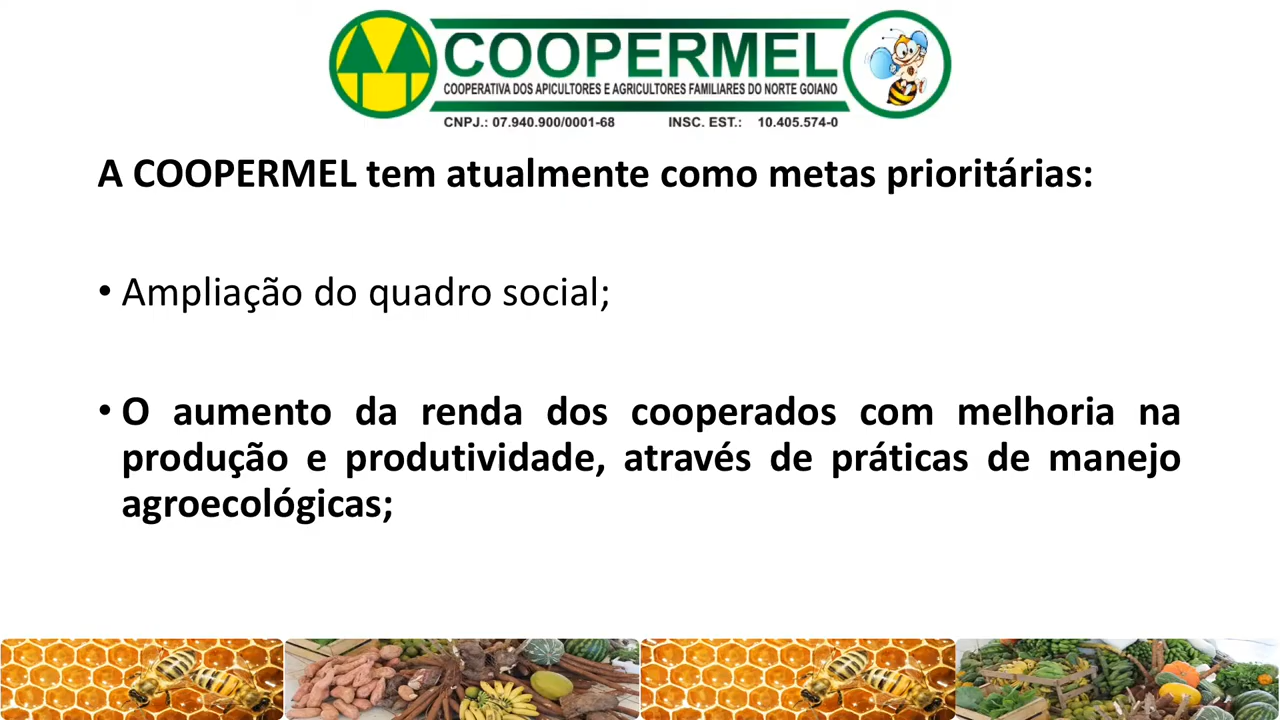 COOPERMEL
COOPERATIVA DOS APICULTORES E AGRICULTORES FAMILIARES DO NORTE GOIANO
CNPJ.: 07.940.900/0001-68 INSC. EST.: 10.405.574-0
A COOPERMEL tem atualmente como metas prioritárias:
• Ampliação do quadro social;
• O aumento da renda dos cooperados com melhoria na
produção e produtividade, através de práticas de manejo
agroecológicas;